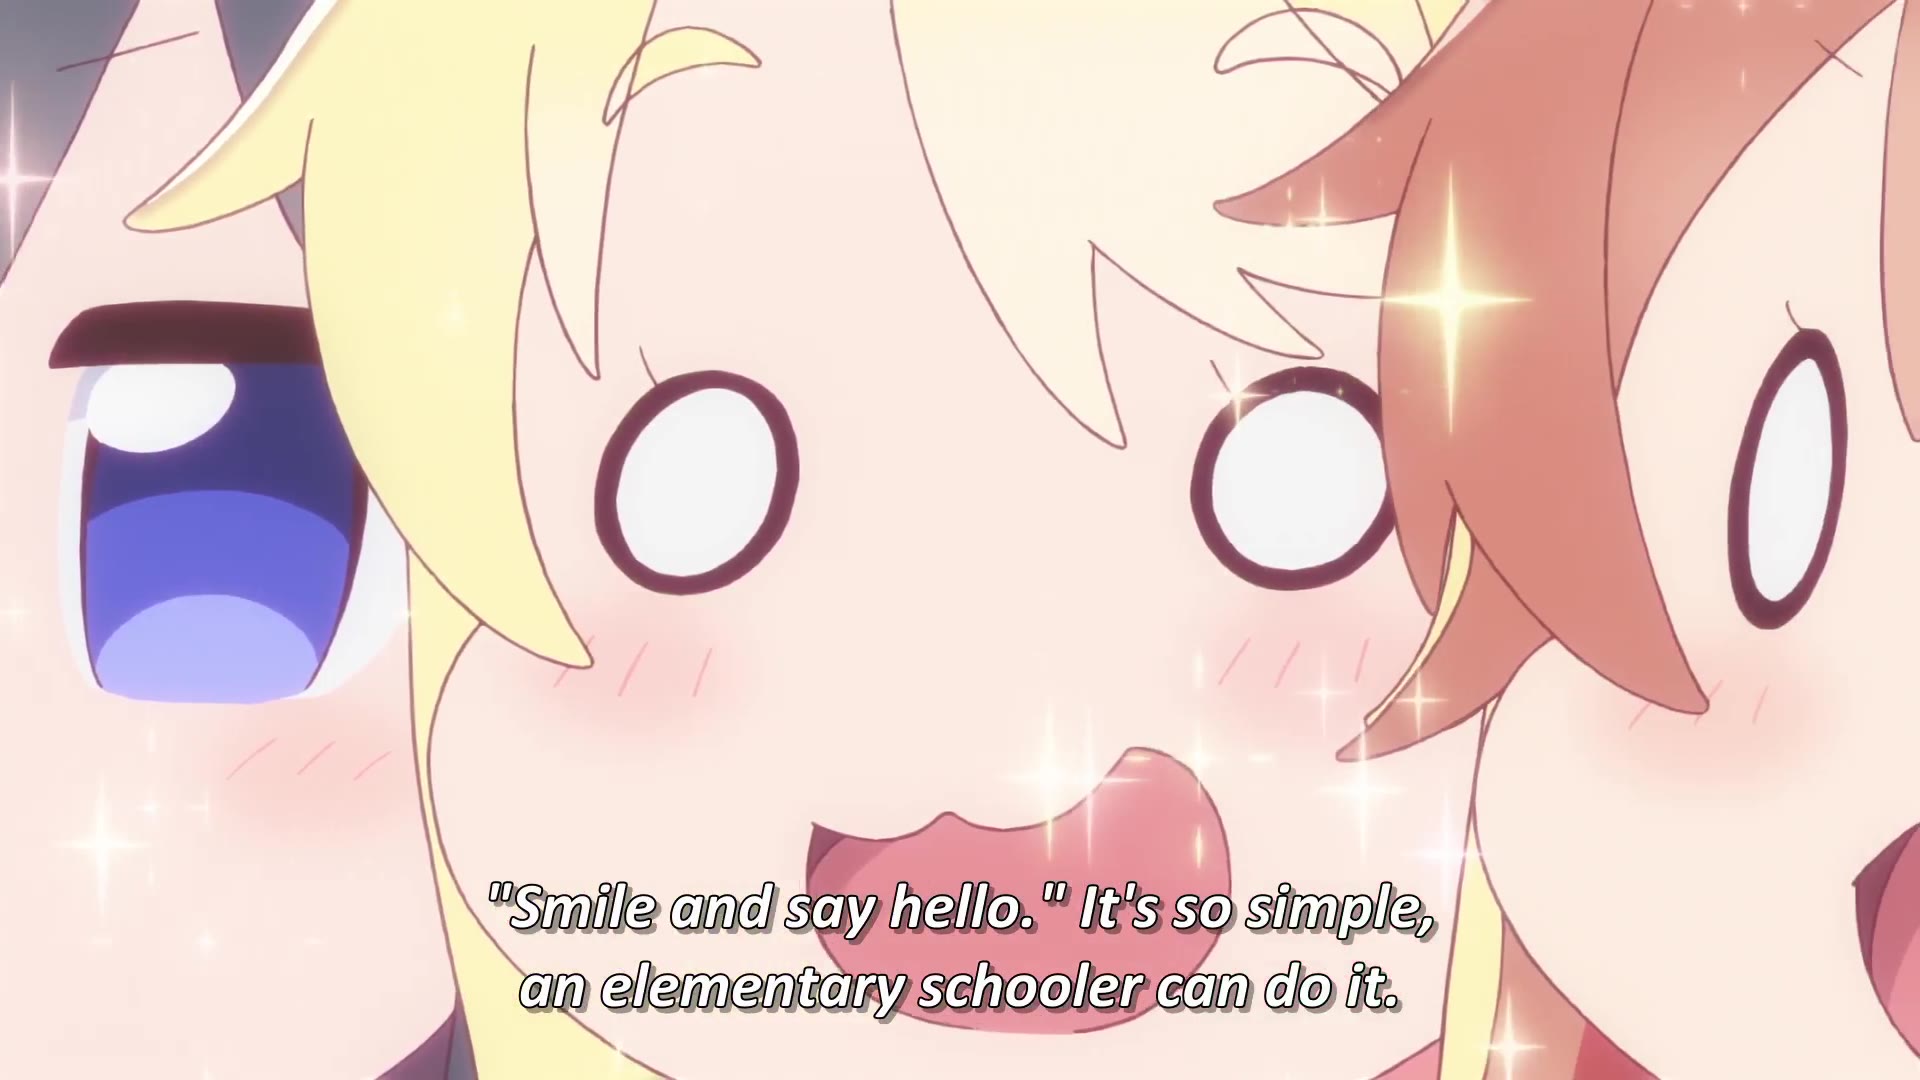 "Smile and say hello." It's so simple,
an elementary schooler can do it.